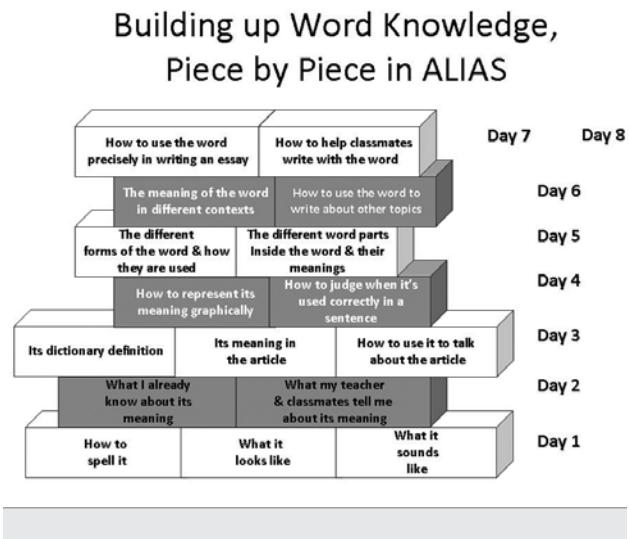 Building up Word Knowledge,
Piece by Piece in ALIAS
How to use the word
precisely in writing an essay
How to help classmates
write with the word
Day 7
Day 8
The meaning of the word
in different contexts
How to use the word to
write about other topics
Day 6
The different
forms of the word & how
they are used
The different word parts
Inside the word & their
meanings
Day 5
How to represent its
meaning graphically
How to judge when it's
used correctly in a
sentence
Day 4
Its dictionary definition
Its meaning in
the article
How to use it to talk
about the article
Day 3
What I already
know about its
meaning
What my teacher
& classmates tell me
about its meaning
Day 2
How to
spell it
What it
looks like
What it
sounds
like
Day 1